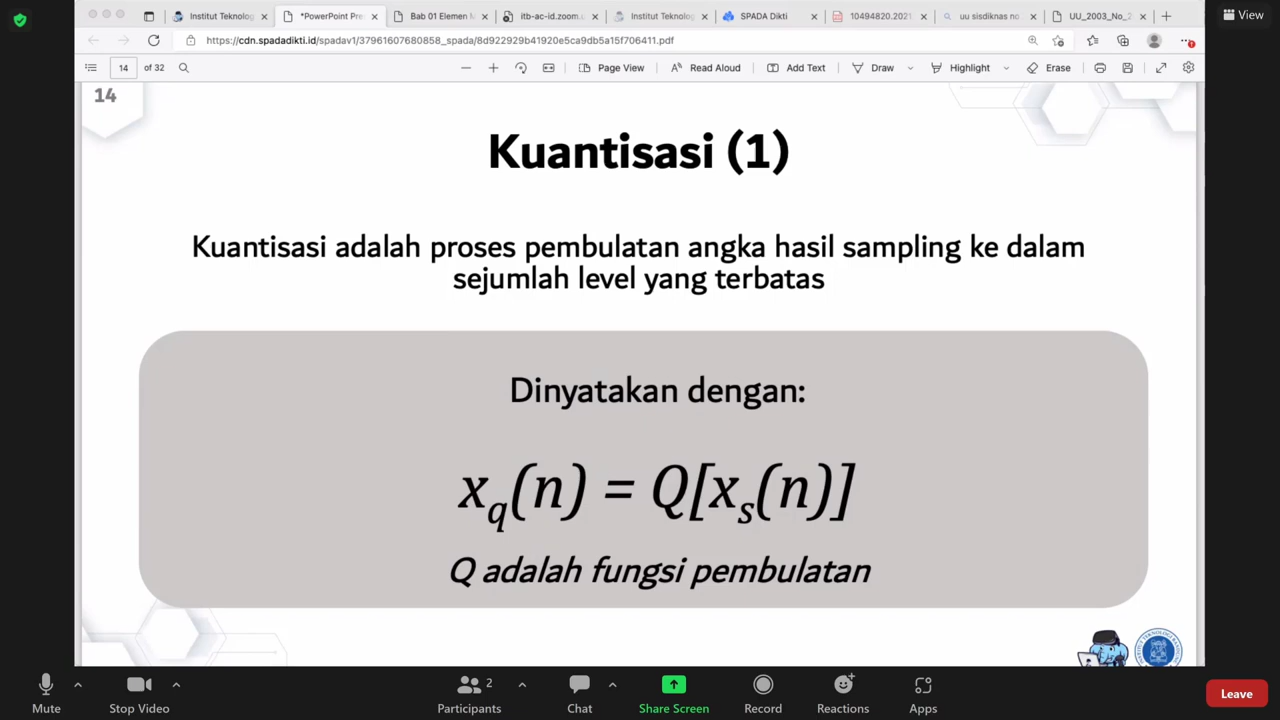 View
Institut Teknolog
*PowerPoint Pre
Bab 01 Elemen M
itb-ac-id.zoom.u
Institut Teknolog
SPADA Dikti
10494820.2021
uu sisdiknas no
UU_2003_No_2
https://cdn.spadadikti.id/spadav1/37961607680858_spada/8d922929b41920e5ca9db5a15f706411.pdf
14 of 32
Page View
Read Aloud
Add Text
Draw
Highlight
Erase
14
Kuantisasi (1)
Kuantisasi adalah proses pembulatan angka hasil sampling ke dalam
sejumlah level yang terbatas
Dinyatakan dengan:
x_q(n) = Q[x_s(n)]
Q adalah fungsi pembulatan
Mute
Stop Video
Participants
2
Chat
Share Screen
Record
Reactions
Apps
Leave